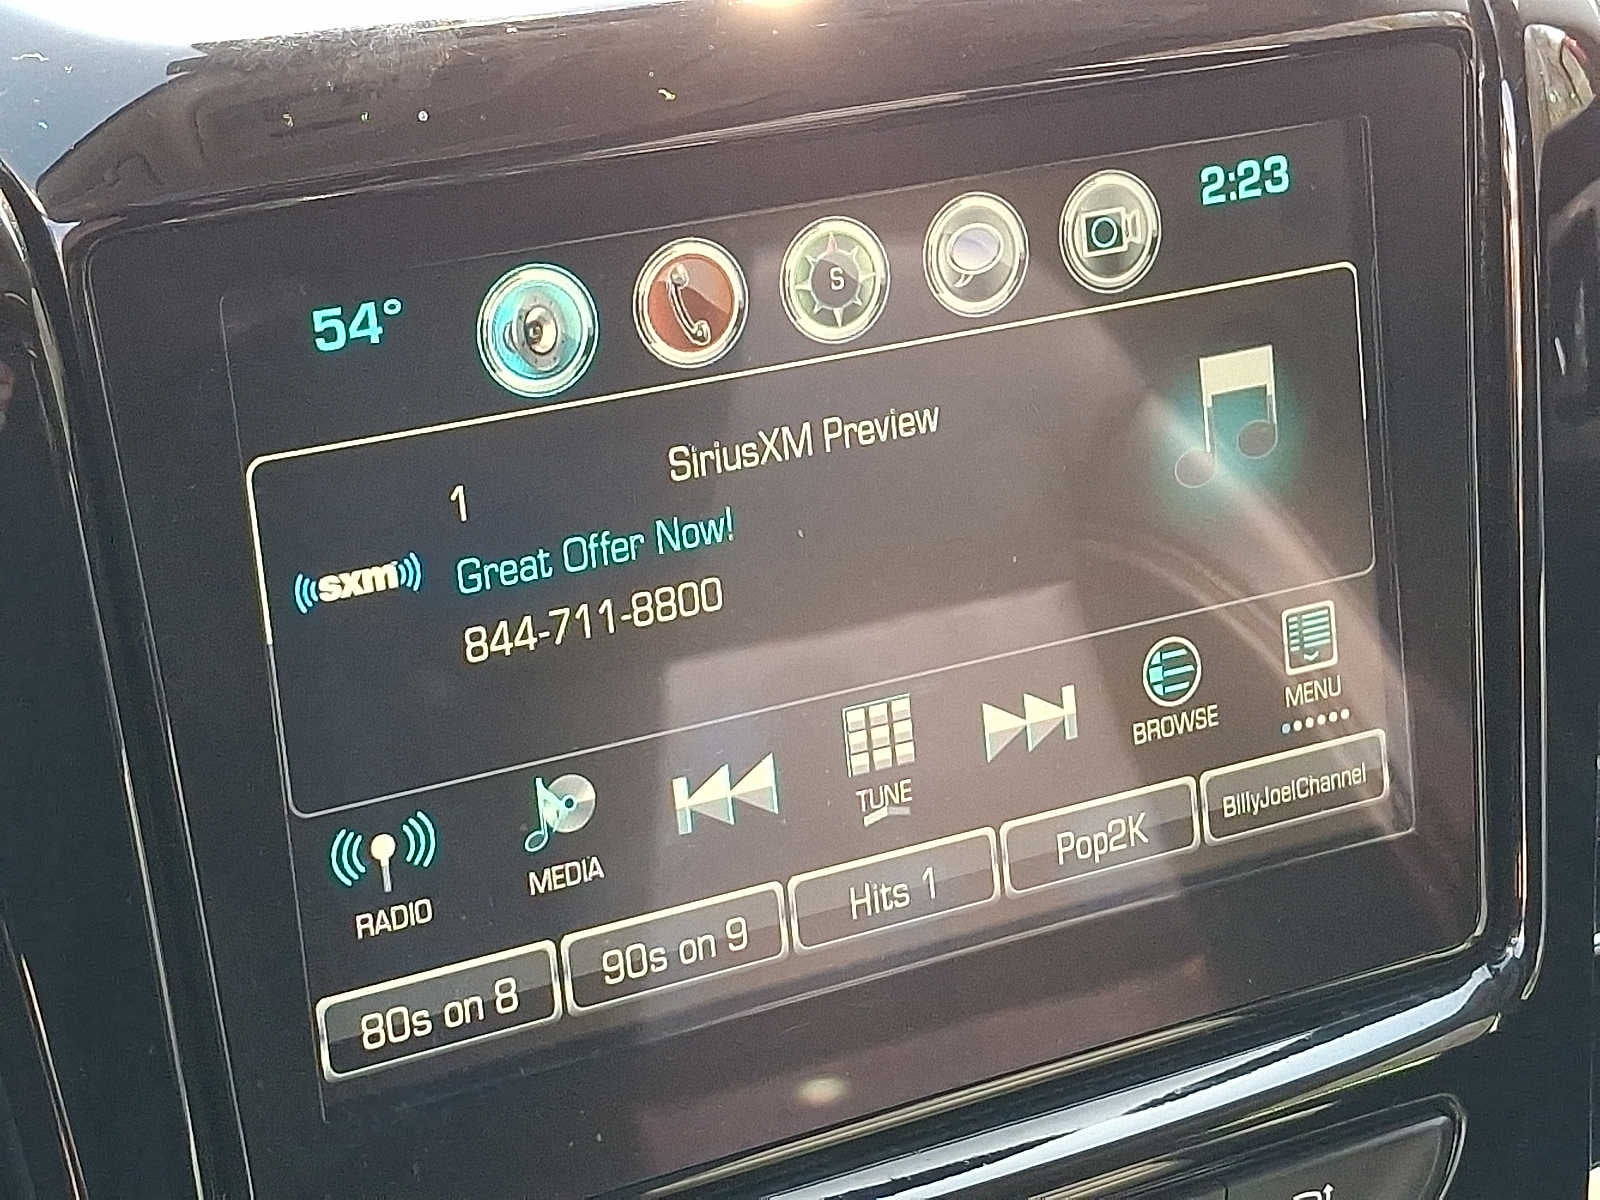 54°
S
2:23
SiriusXM Preview
1
sxm
Great Offer Now!
844-711-8800
RADIO
MEDIA
TUNE
BROWSE
MENU
80s on 8
90s on 9
Hits 1
Pop2K
BillyJoelChannel